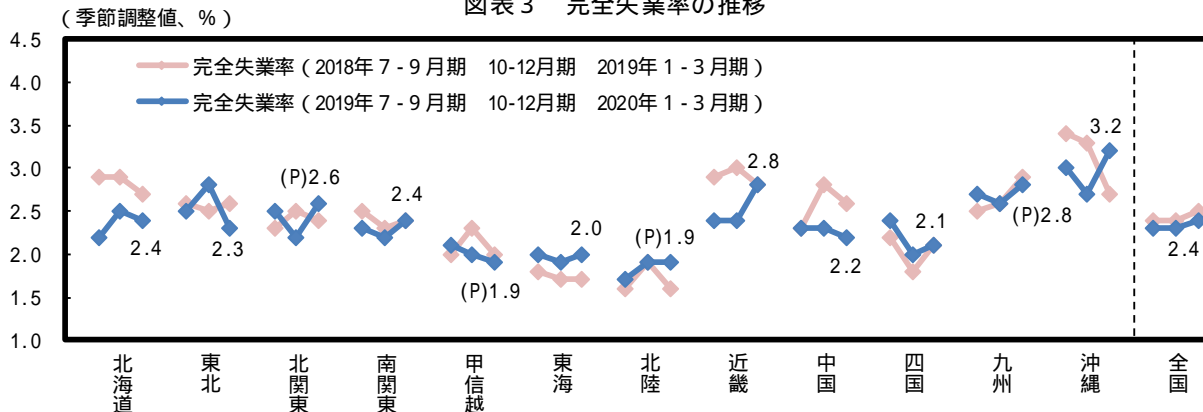 図表３　完全失業率の推移
（季節調整値、％）
4.5
4.0
3.5
3.0
2.5
2.0
1.5
1.0
完全失業率（2018年７-９月期　10-12月期　2019年１-３月期）
完全失業率（2019年７-９月期　10-12月期　2020年１-３月期）
2.4
2.3
(P)2.6
2.4
(P)1.9
2.0
(P)1.9
2.8
2.2
2.1
(P)2.8
3.2
2.4
北海道
東北
北関東
南関東
甲信越
東海
北陸
近畿
中国
四国
九州
沖縄
全国